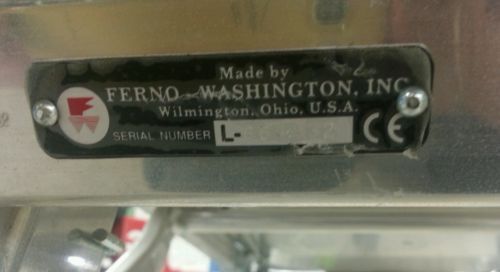 Made by
FERNO-WASHINGTON, INC
Wilmington, Ohio, U.S.A.
SERIAL NUMBER L-
CE